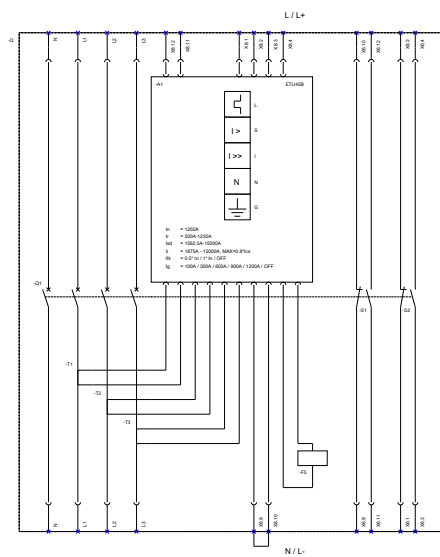 L / L+
-Q
N
L1
L2
L3
X8.12
X8.11
X8.1
X8.2
X8.3
X8.4
X8.10
X8.12
X8.2
X8.4
-A1
ETU45B
L
I >
S
I >>
I
N
N
G
In = 1250A
Ir = 500A-1250A
Isd = 1562.5A-15000A
Ii = 1875A - 15000A; MAX=0.8*Ics
IN = 0.5* In / 1* In / OFF
Ig = 100A / 300A / 600A / 900A / 1200A / OFF
-Q1
-S1
-S2
-T1
-T2
-T3
-F5
N
L1
L2
L3
X8.9
X8.10
X8.11
X8.1
X8.3
N / L-